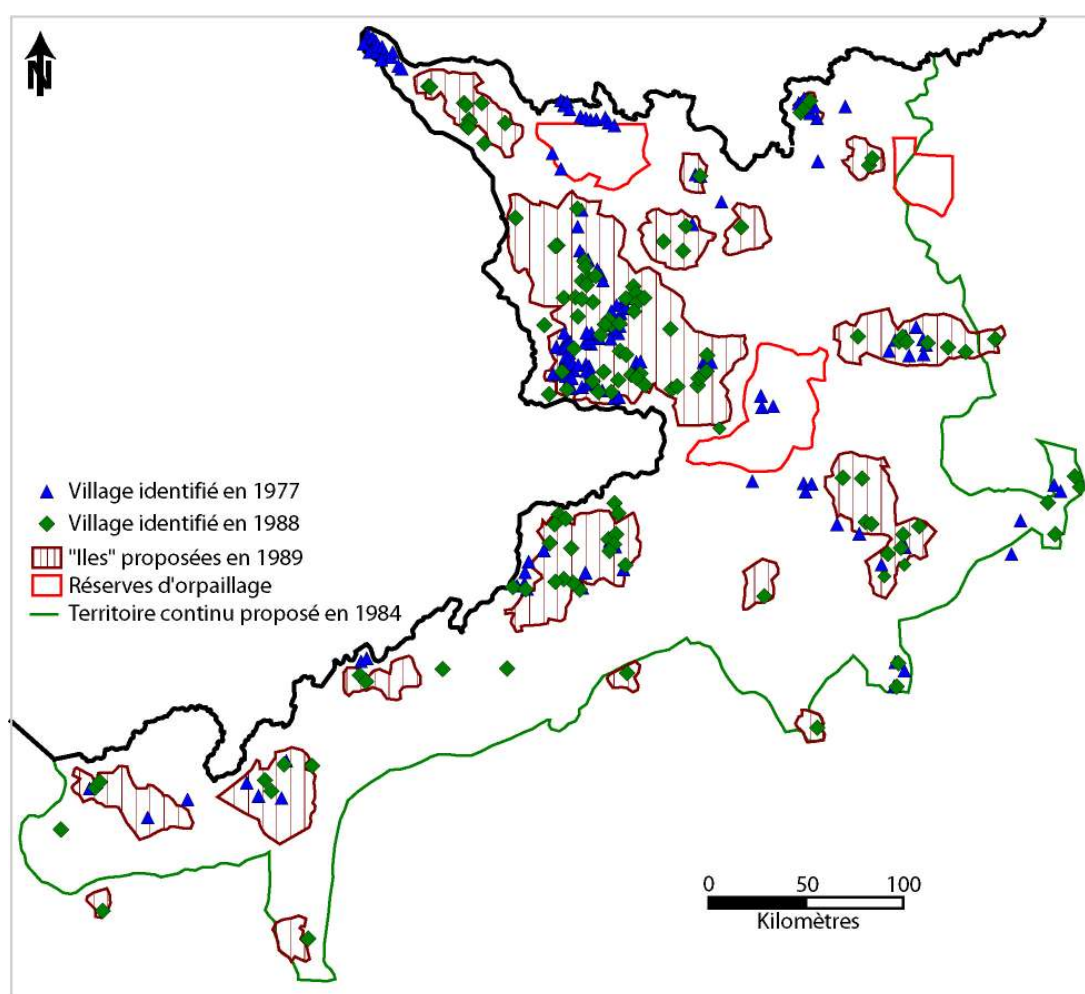 N
Village identifié en 1977
Village identifié en 1988
"Iles" proposées en 1989
Réserves d'orpaillage
Territoire continu proposé en 1984
0 50 100
Kilomètres